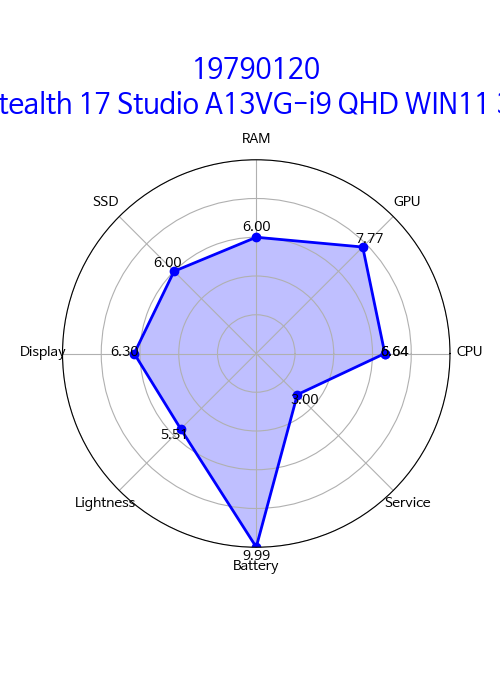 19790120
tealth 17 Studio A13VG-i9 QHD WIN11
RAM
SSD
GPU
6.00
7.77
6.00
Display
6.30
6.64
CPU
3.00
5.51
Lightness
Service
9.99
Battery